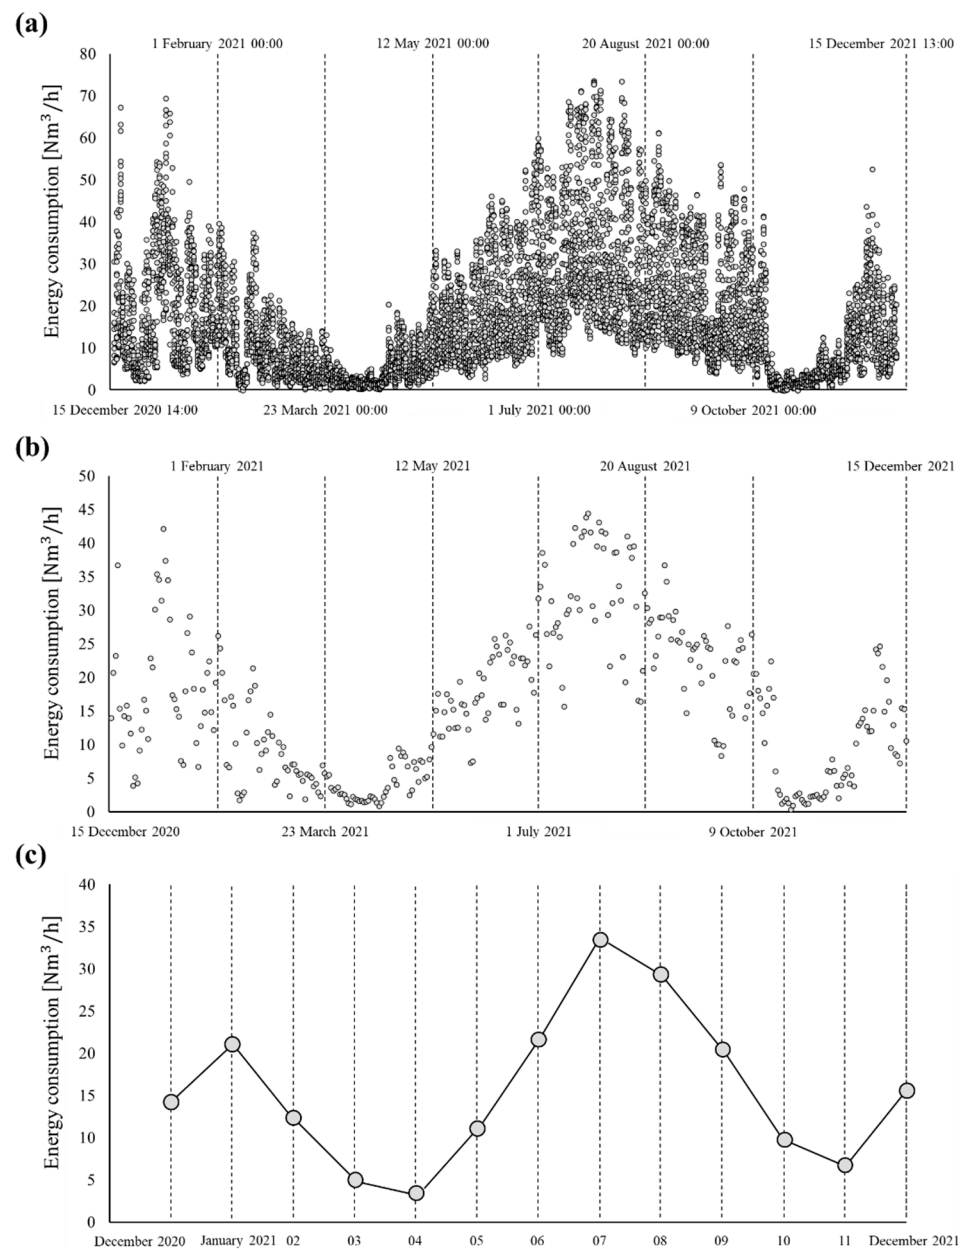 (a)
1 February 2021 00:00 12 May 2021 00:00 20 August 2021 00:00 15 December 2021 13:00
Energy consumption [Nm³/h]
80
70
60
50
40
30
20
10
0
15 December 2020 14:00 23 March 2021 00:00 1 July 2021 00:00 9 October 2021 00:00
(b)
1 February 2021 12 May 2021 20 August 2021 15 December 2021
Energy consumption [Nm³/h]
50
45
40
35
30
25
20
15
10
5
0
15 December 2020 23 March 2021 1 July 2021 9 October 2021
(c)
Energy consumption [Nm³/h]
40
35
30
25
20
15
10
5
0
December 2020 January 2021 02 03 04 05 06 07 08 09 10 11 December 2021